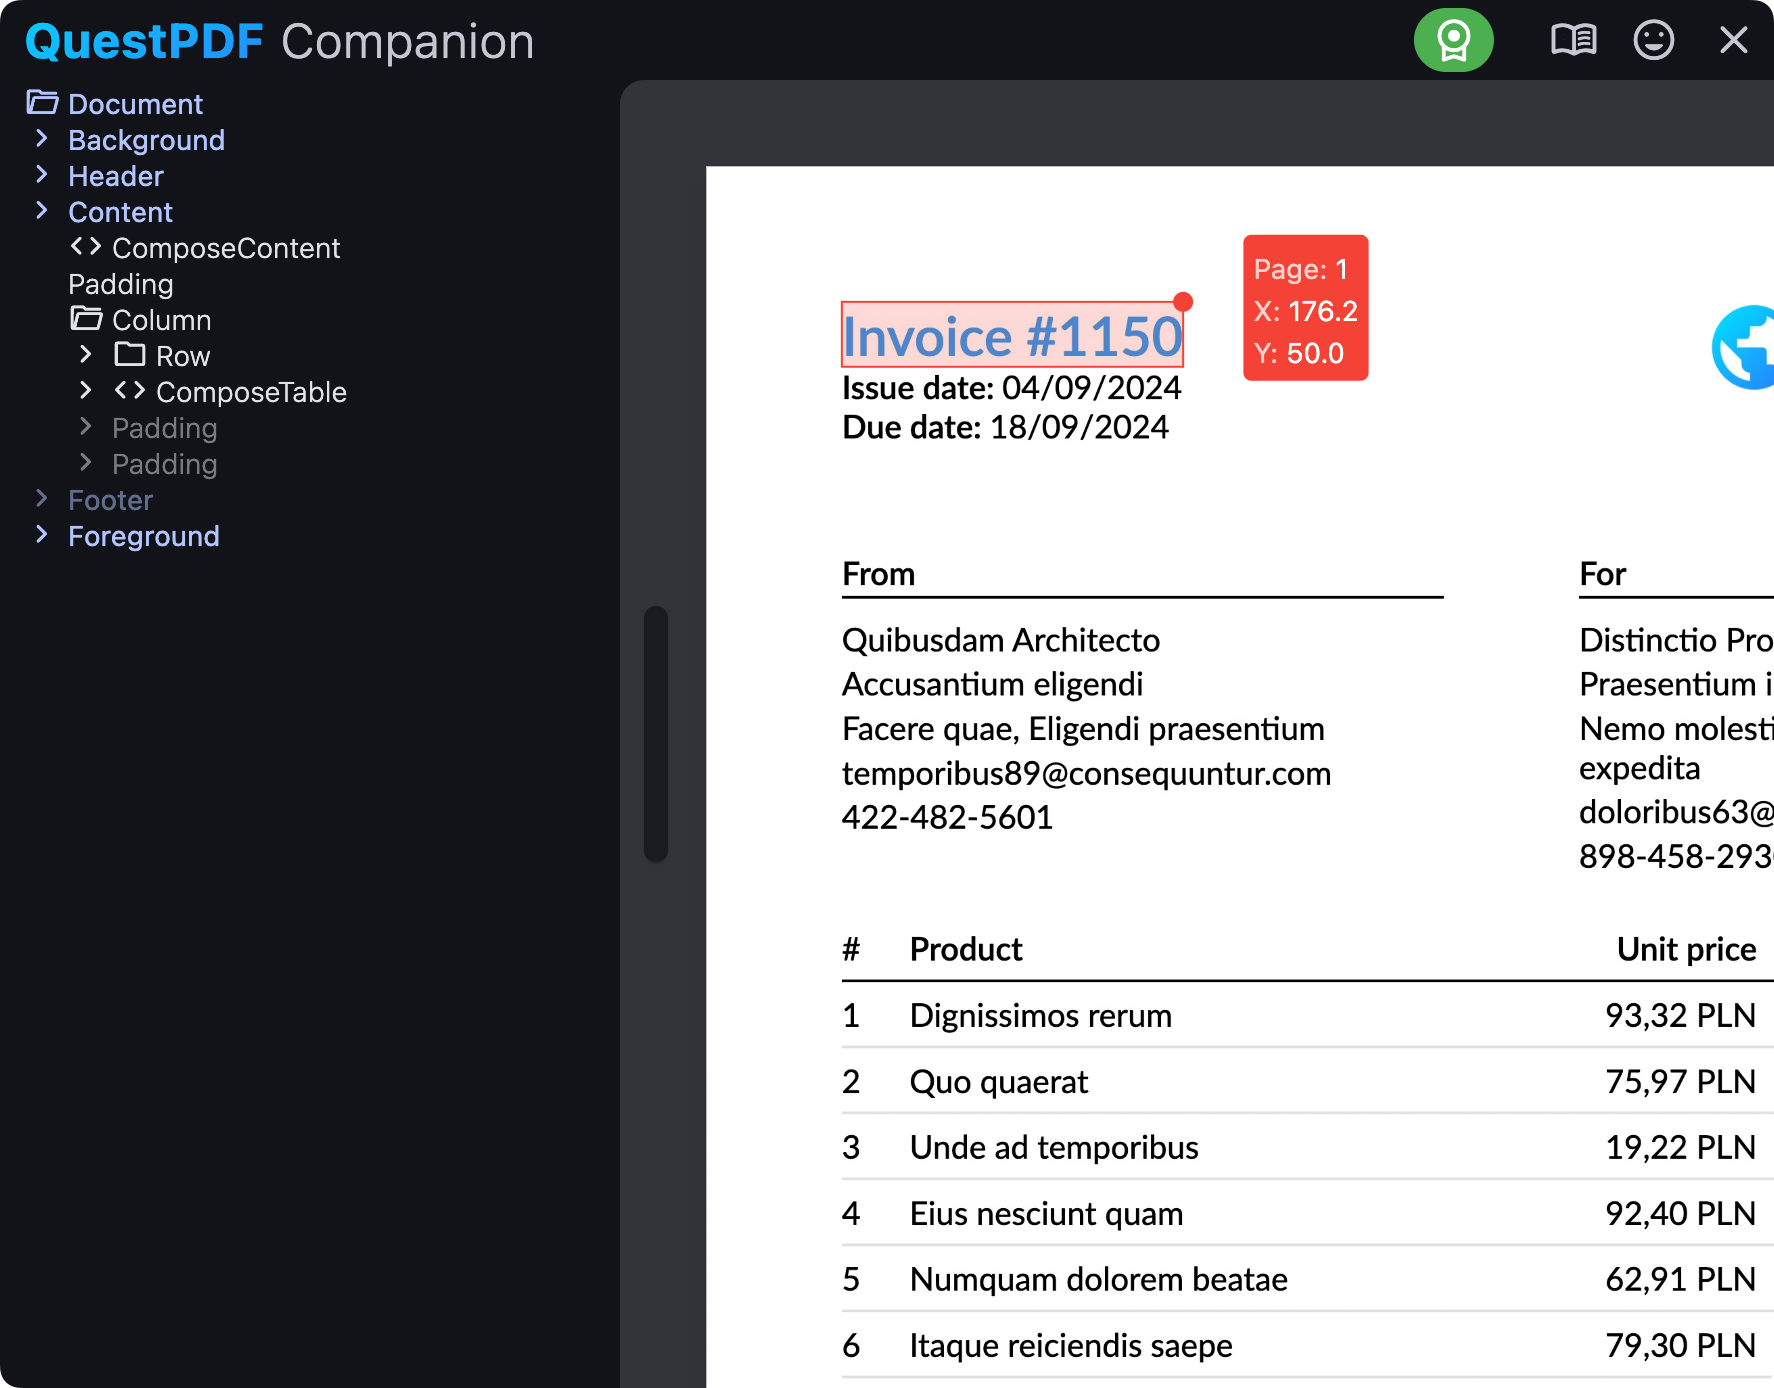 QuestPDF Companion
Document
Background
Header
Content
ComposeContent
Padding
Column
Row
ComposeTable
Padding
Padding
Footer
Foreground
Page: 1
X: 176.2
Y: 50.0
Invoice #1150
Issue date: 04/09/2024
Due date: 18/09/2024
From
Quibusdam Architecto
Accusantium eligendi
Facere quae, Eligendi praesentium
temporibus89@consequuntur.com
422-482-5601
For
Distinctio Pro
Praesentium i
Nemo molesti
expedita
doloribus63@
898-458-293
# Product Unit price
1 Dignissimos rerum 93,32 PLN
2 Quo quaerat 75,97 PLN
3 Unde ad temporibus 19,22 PLN
4 Eius nesciunt quam 92,40 PLN
5 Numquam dolorem beatae 62,91 PLN
6 Itaque reiciendis saepe 79,30 PLN